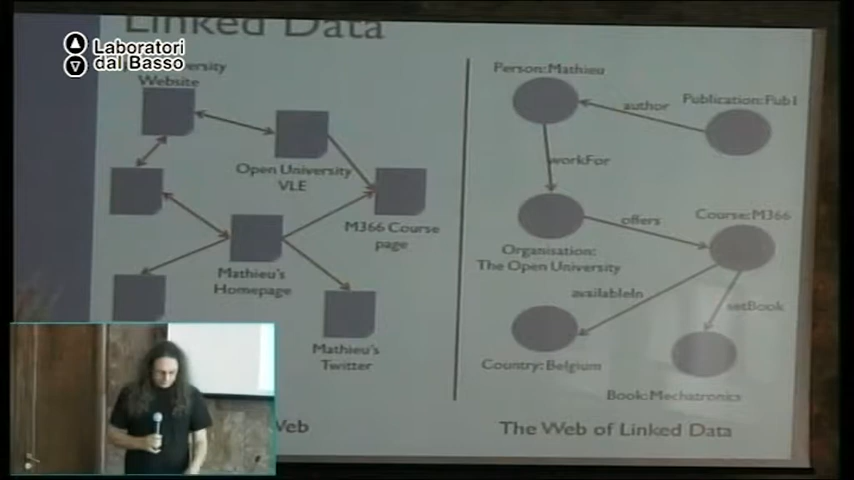 Linked Data
Laboratori
dal Basso
Website
Open University
VLE
M366 Course
page
Mathieu's
Homepage
Mathieu's
Twitter
Web
Person:Mathieu
author
Publication:Pub1
workFor
Organisation:
The Open University
offers
Course:M366
availableIn
setBook
Country:Belgium
Book:Mechatronics
The Web of Linked Data